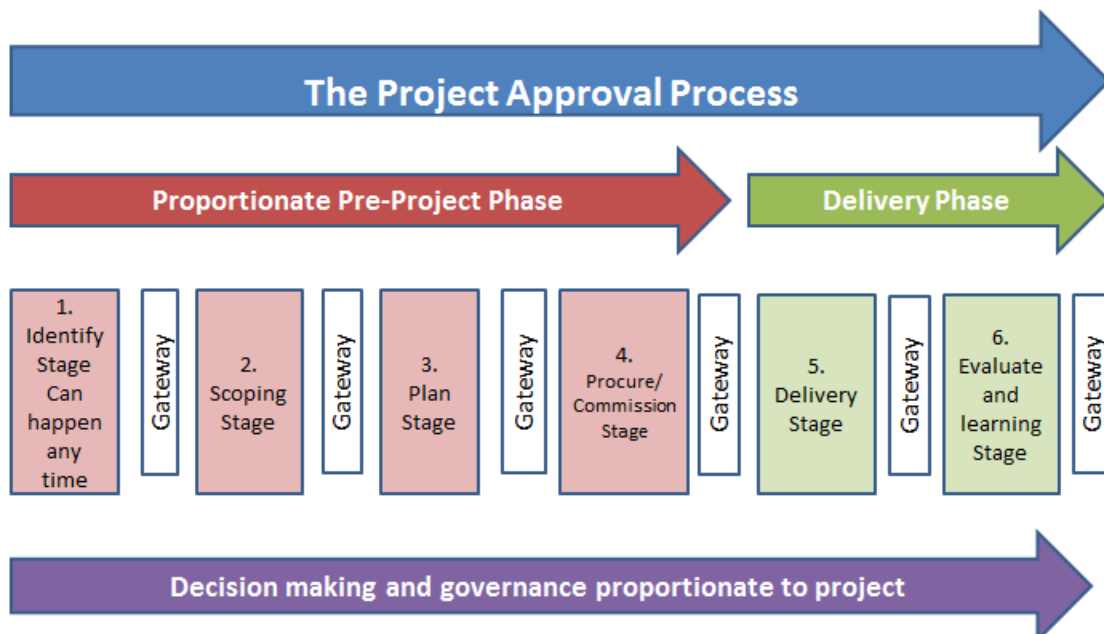 The Project Approval Process
Proportionate Pre-Project Phase
Delivery Phase
1.
Identify
Stage
Can
happen
any
time
Gateway
2.
Scoping
Stage
Gateway
3.
Plan
Stage
Gateway
4.
Procure/
Commission
Stage
Gateway
5.
Delivery
Stage
Gateway
6.
Evaluate
and
learning
Stage
Gateway
Decision making and governance proportionate to project